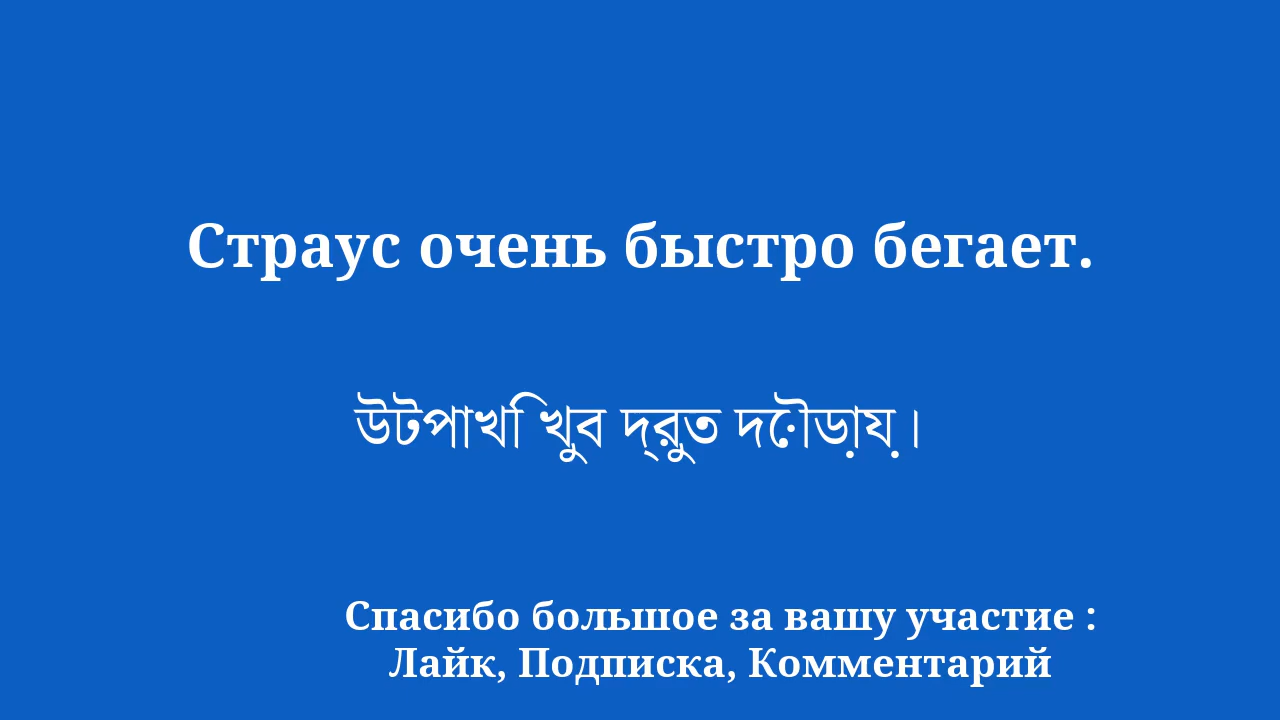 Страус очень быстро бегает.
উটপাখি খুব দ্রুত দৌড়ায়।
Спасибо большое за вашу участие :
Лайк, Подписка, Комментарий